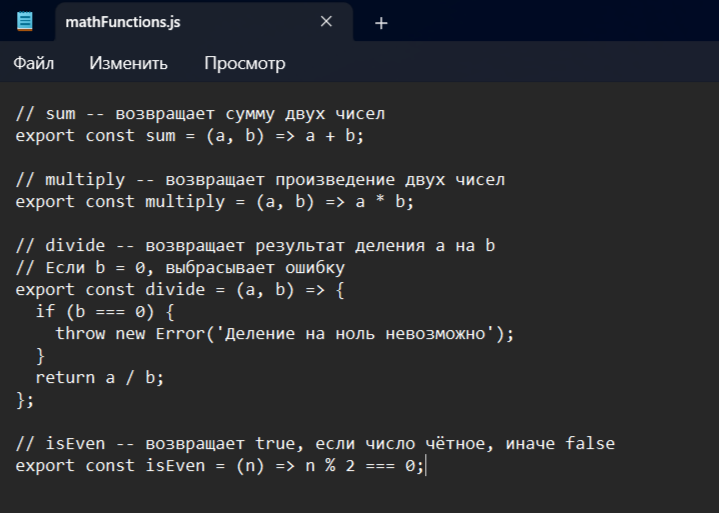 mathFunctions.js
Файл Изменить Просмотр
// sum -- возвращает сумму двух чисел
export const sum = (a, b) => a + b;
// multiply -- возвращает произведение двух чисел
export const multiply = (a, b) => a * b;
// divide -- возвращает результат деления a на b
// Если b = 0, выбрасывает ошибку
export const divide = (a, b) => {
  if (b === 0) {
    throw new Error('Деление на ноль невозможно');
  }
  return a / b;
};
// isEven -- возвращает true, если число чётное, иначе false
export const isEven = (n) => n % 2 === 0;